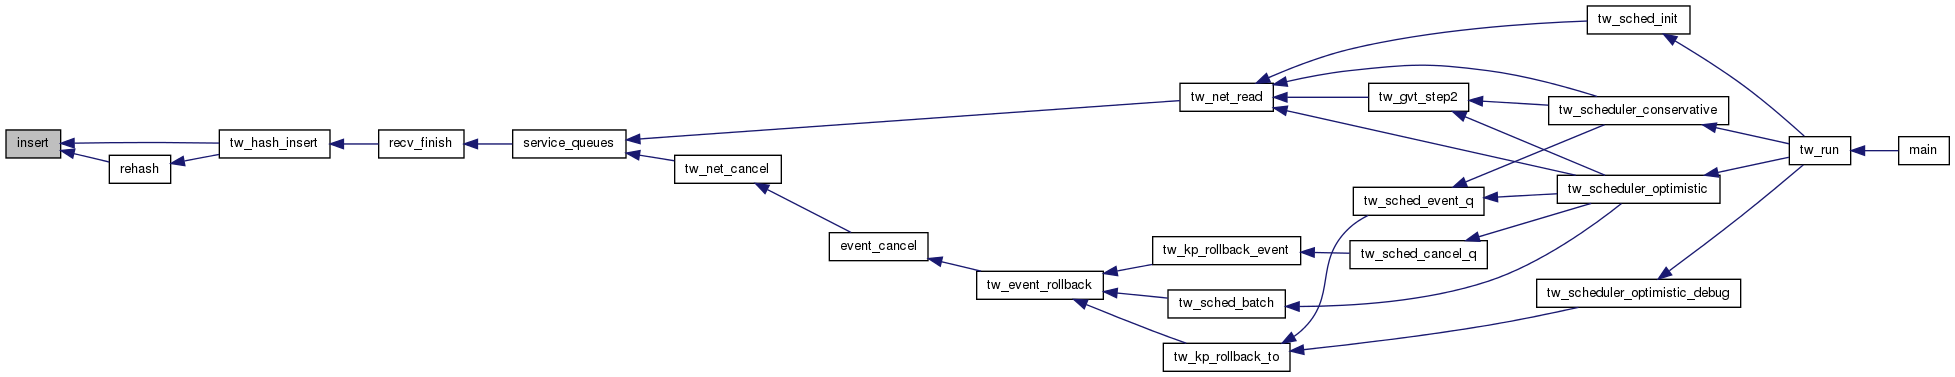 insert
rehash
tw_hash_insert
recv_finish
service_queues
tw_net_read
tw_net_cancel
event_cancel
tw_event_rollback
tw_kp_rollback_event
tw_sched_batch
tw_kp_rollback_to
tw_sched_init
tw_gvt_step2
tw_scheduler_conservative
tw_sched_event_q
tw_scheduler_optimistic
tw_sched_cancel_q
tw_scheduler_optimistic_debug
tw_run
main